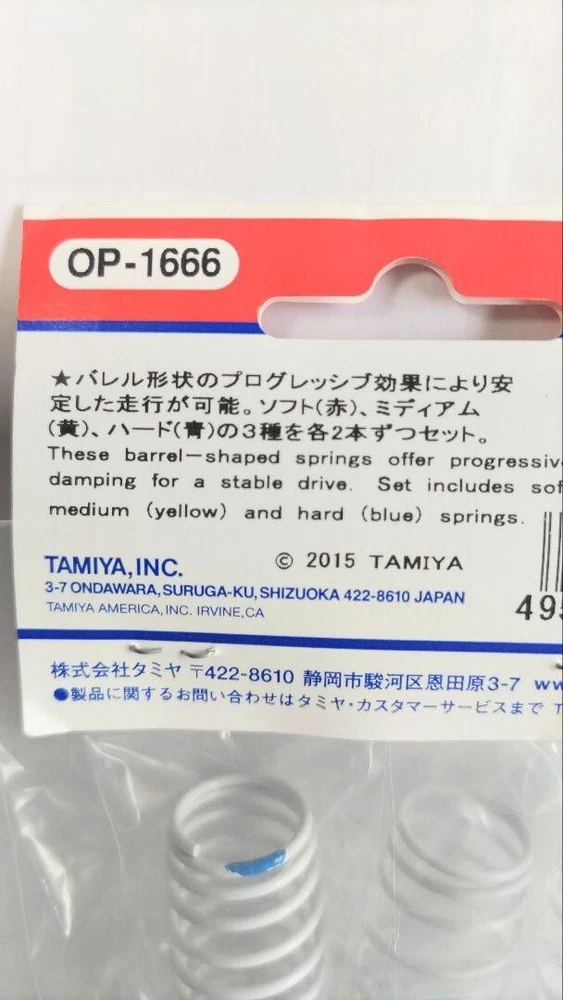 OP-1666
★バレル形状のプログレッシブ効果により安
定した走行が可能。ソフト(赤)、ミディアム
(黄)、ハード(青)の3種を各2本ずつセット。
These barrel-shaped springs offer progressiv
damping for a stable drive. Set includes sof
medium (yellow) and hard (blue) springs.
TAMIYA, INC.
© 2015 TAMIYA
3-7 ONDAWARA, SURUGA-KU, SHIZUOKA 422-8610 JAPAN
TAMIYA AMERICA, INC. IRVINE, CA
495
株式会社タミヤ 〒422-8610 静岡市駿河区恩田原3-7 ww
●製品に関するお問い合わせはタミヤ・カスタマーサービスまで T